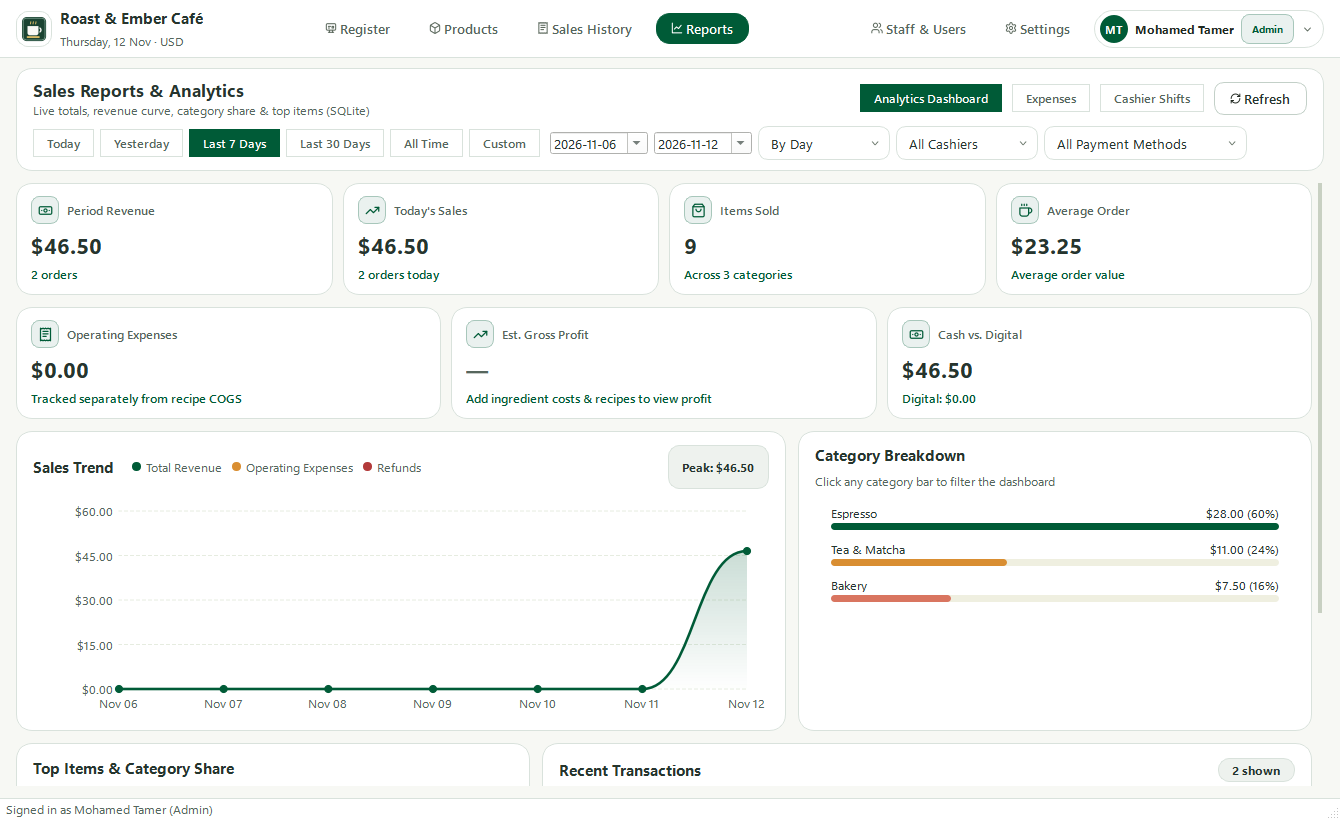 Roast & Ember Café
Thursday, 12 Nov · USD
Register
Products
Sales History
Reports
Staff & Users
Settings
MT
Mohamed Tamer
Admin
Sales Reports & Analytics
Live totals, revenue curve, category share & top items (SQLite)
Analytics Dashboard
Expenses
Cashier Shifts
Refresh
Today
Yesterday
Last 7 Days
Last 30 Days
All Time
Custom
2026-11-06
2026-11-12
By Day
All Cashiers
All Payment Methods
Period Revenue
$46.50
2 orders
Today's Sales
$46.50
2 orders today
Items Sold
9
Across 3 categories
Average Order
$23.25
Average order value
Operating Expenses
$0.00
Tracked separately from recipe COGS
Est. Gross Profit
—
Add ingredient costs & recipes to view profit
Cash vs. Digital
$46.50
Digital: $0.00
Sales Trend
Total Revenue
Operating Expenses
Refunds
Peak: $46.50
$60.00
$45.00
$30.00
$15.00
$0.00
Nov 06
Nov 07
Nov 08
Nov 09
Nov 10
Nov 11
Nov 12
Category Breakdown
Click any category bar to filter the dashboard
Espresso
$28.00 (60%)
Tea & Matcha
$11.00 (24%)
Bakery
$7.50 (16%)
Top Items & Category Share
Recent Transactions
2 shown
Signed in as Mohamed Tamer (Admin)